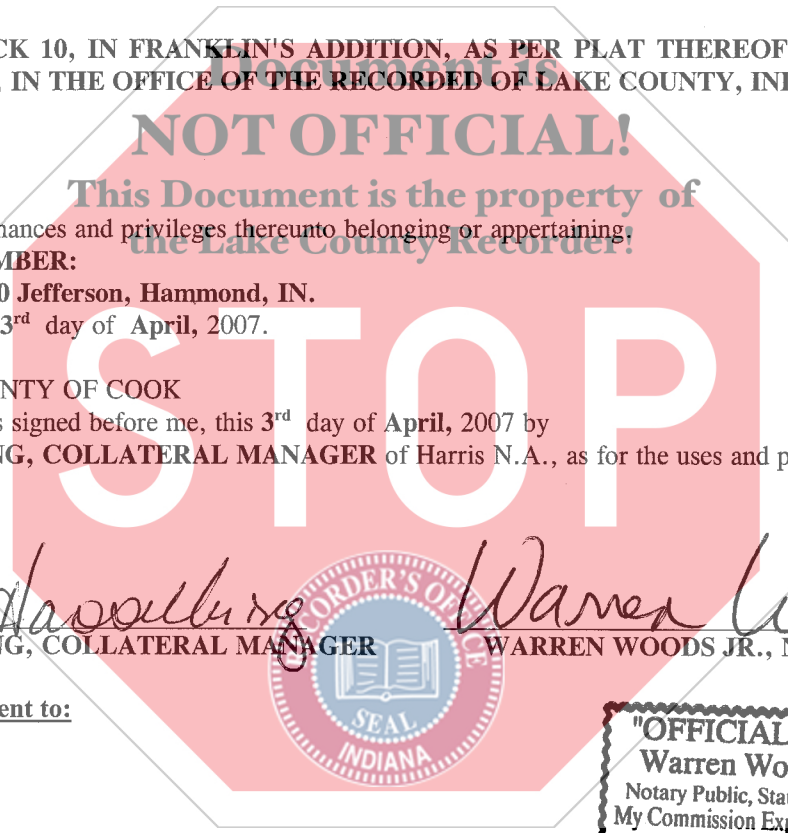 CK 10, IN FRANKLIN'S ADDITION, AS PER PLAT THEREOF
, IN THE OFFICE OF THE RECORDED OF LAKE COUNTY, IN
Document is
NOT OFFICIAL!
This Document is the property of
the Lake County Recorder!
nances and privileges thereunto belonging or appertaining.
MBER:
0 Jefferson, Hammond, IN.
3rd day of April, 2007.
NTY OF COOK
s signed before me, this 3rd day of April, 2007 by
NG, COLLATERAL MANAGER of Harris N.A., as for the uses and p
STOP
Warren
NG, COLLATERAL MANAGER
WARREN WOODS JR., N
RECORDER'S OFFICE
SEAL
INDIANA
ent to:
"OFFICIAL
Warren Wo
Notary Public, Sta
My Commission Exp